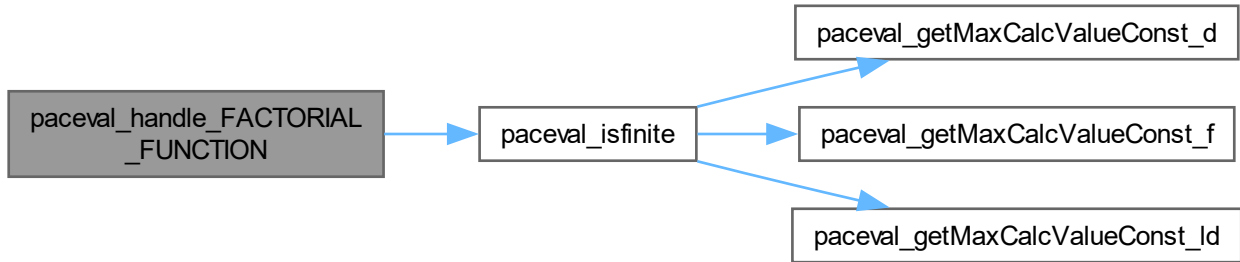 paceval_handle_FACTORIAL
_FUNCTION
paceval_isfinite
paceval_getMaxCalcValueConst_d
paceval_getMaxCalcValueConst_f
paceval_getMaxCalcValueConst_ld